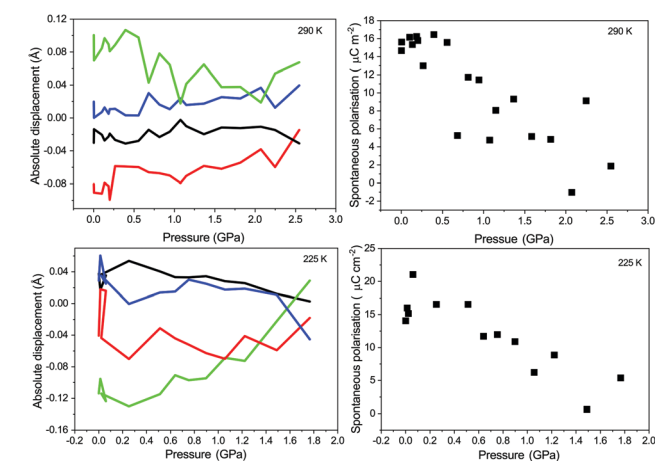 0.12
0.08
0.04
0.00
-0.04
-0.08
Absolute displacement (Å)
290 K
0.0 0.5 1.0 1.5 2.0 2.5 3.0
Pressure (GPa)
18
16
14
12
10
8
6
4
2
0
-2
Spontaneous polarisation ( μC m-2)
290 K
0.0 0.5 1.0 1.5 2.0 2.5 3.0
Pressue (GPa)
0.04
0.00
-0.04
-0.08
-0.12
-0.16
Absolute displacement (Å)
225 K
-0.2 0.0 0.2 0.4 0.6 0.8 1.0 1.2 1.4 1.6 1.8 2.0
Pressure (GPa)
25
20
15
10
5
0
Spontaneous polarisation ( μC cm-2)
225 K
-0.2 0.0 0.2 0.4 0.6 0.8 1.0 1.2 1.4 1.6 1.8 2.0
Pressure (GPa)